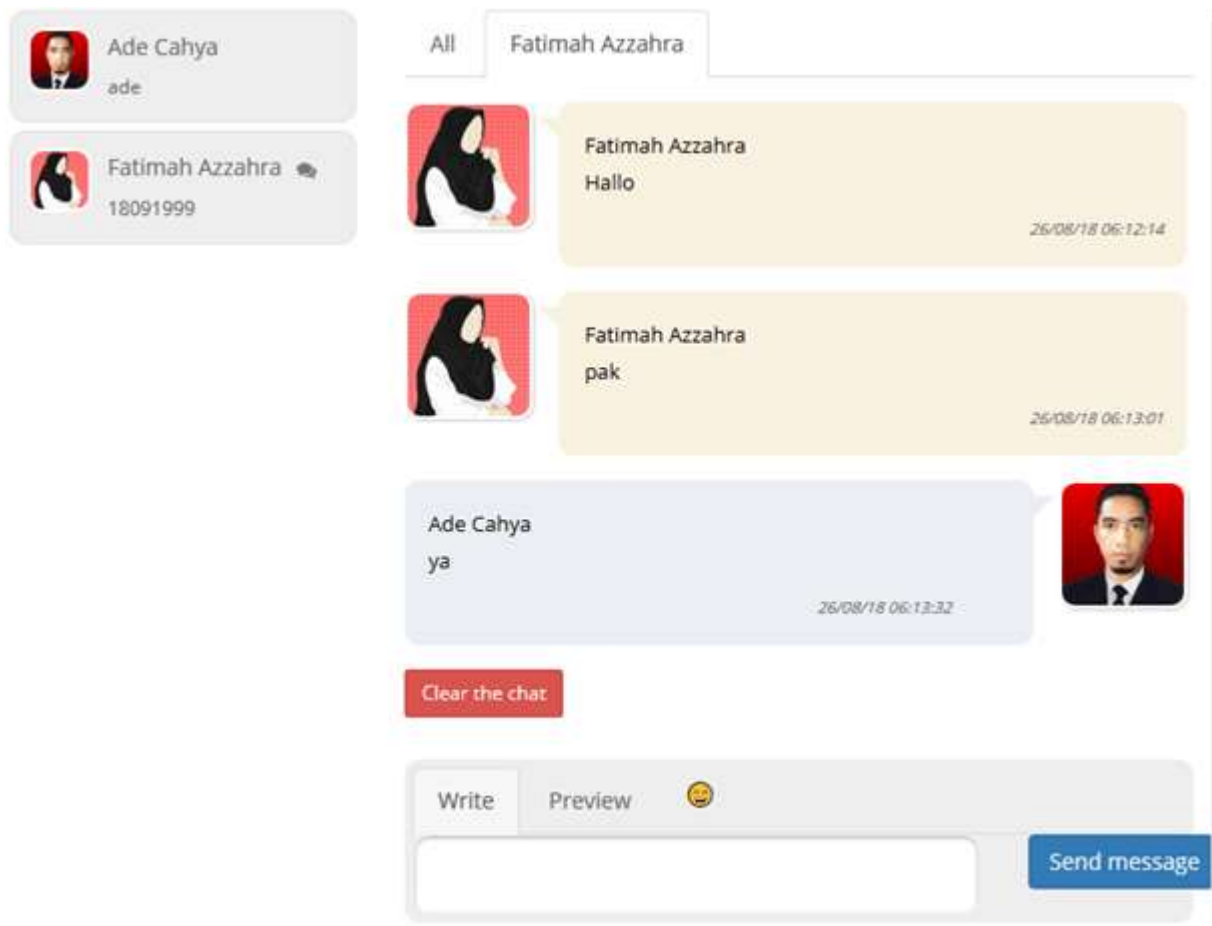 Ade Cahya
ade
Fatimah Azzahra
18091999
All Fatimah Azzahra
Fatimah Azzahra
Hallo
26/08/18 06:12:14
Fatimah Azzahra
pak
26/08/18 06:13:01
Ade Cahya
ya
26/08/18 06:13:32
Clear the chat
Write Preview
Send message